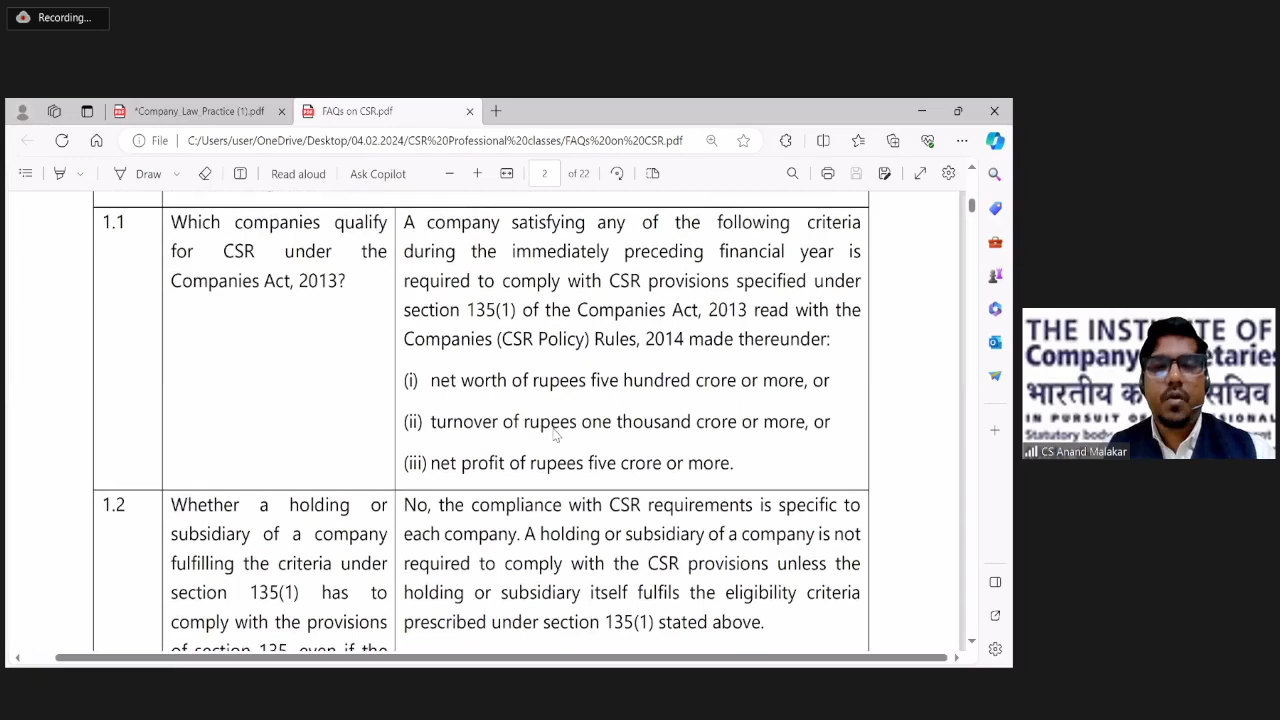 Recording...
*Company_Law_Practice (1).pdf
FAQs on CSR.pdf
File
C:/Users/user/OneDrive/Desktop/04.02.2024/CSR%20Professional%20classes/FAQs%20on%20CSR.pdf
Draw
Read aloud
Ask Copilot
2
of 22
1.1
Which companies qualify
for CSR under the
Companies Act, 2013?
A company satisfying any of the following criteria
during the immediately preceding financial year is
required to comply with CSR provisions specified under
section 135(1) of the Companies Act, 2013 read with the
Companies (CSR Policy) Rules, 2014 made thereunder:
(i) net worth of rupees five hundred crore or more, or
(ii) turnover of rupees one thousand crore or more, or
(iii) net profit of rupees five crore or more.
1.2
Whether a holding or
subsidiary of a company
fulfilling the criteria under
section 135(1) has to
comply with the provisions
of section 135, even if the
No, the compliance with CSR requirements is specific to
each company. A holding or subsidiary of a company is not
required to comply with the CSR provisions unless the
holding or subsidiary itself fulfils the eligibility criteria
prescribed under section 135(1) stated above.
THE INSTITUTE OF
Company
भारतीय
सचिव
IN PURSUIT OF
Statutory body
CS Anand Malakar